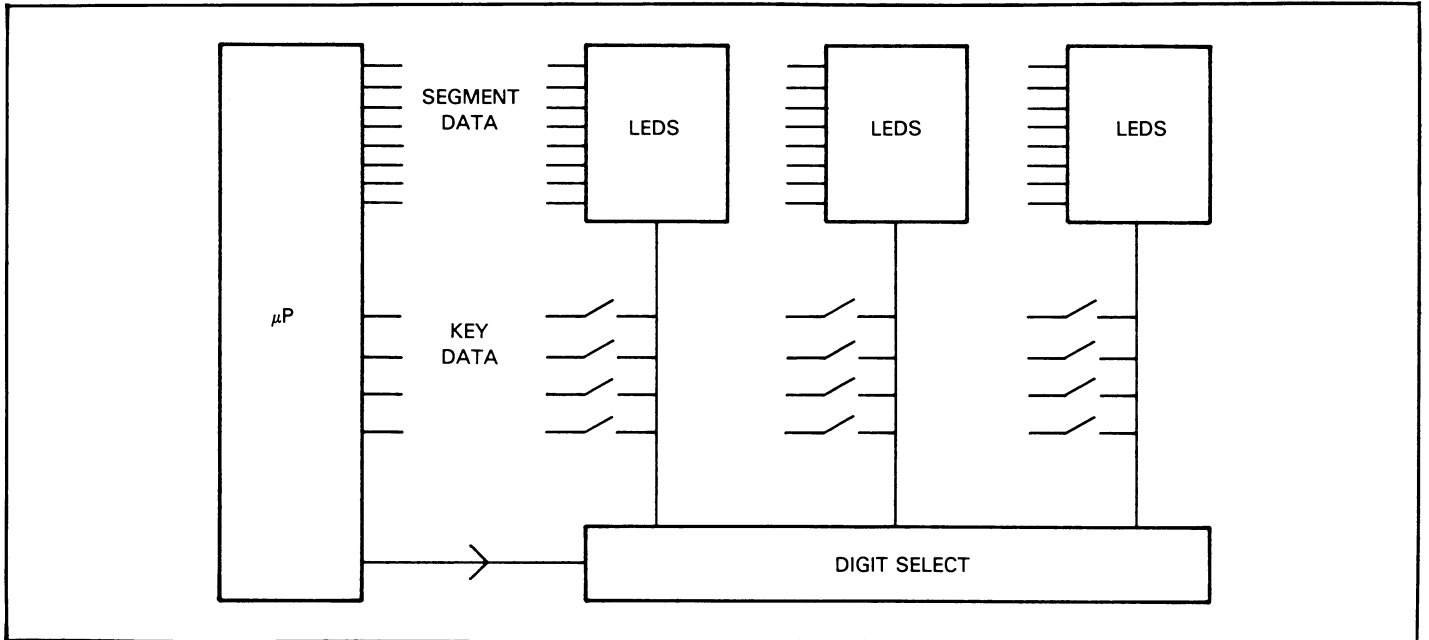 SEGMENT
DATA
LEDS
LEDS
LEDS
μP
KEY
DATA
DIGIT SELECT